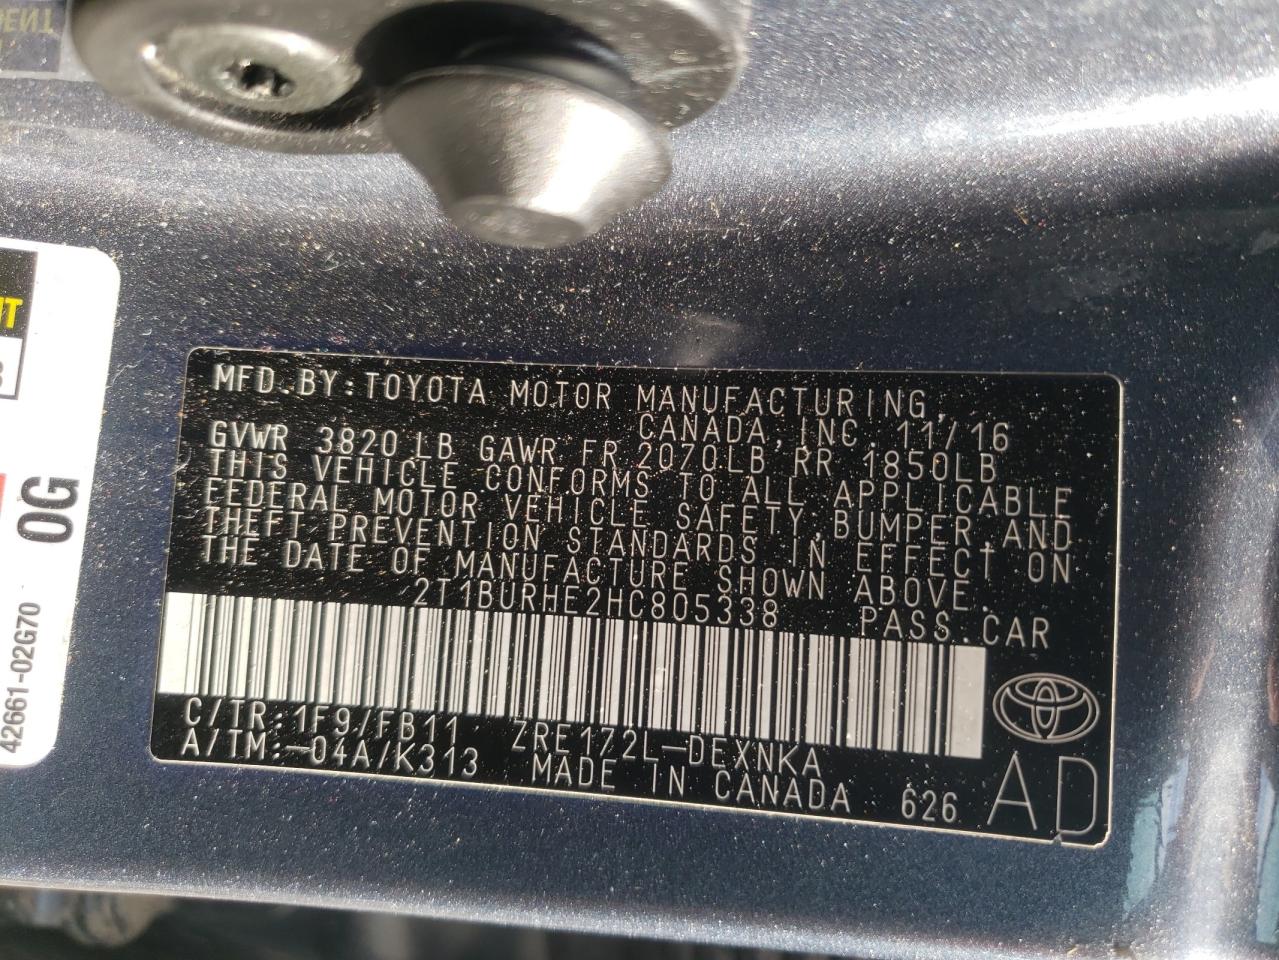 MFD.BY:TOYOTA MOTOR MANUFACTURING,
CANADA,INC. 11/16
GVWR 3820LB GAWR FR 2070LB RR 1850LB
THIS VEHICLE CONFORMS TO ALL APPLICABLE
FEDERAL MOTOR VEHICLE SAFETY,BUMPER,AND
THEFT PREVENTION STANDARDS IN EFFECT ON
THE DATE OF MANUFACTURE SHOWN ABOVE.
2T1BURHE2HC805338 PASS.CAR
C/TR:1F9/FB11 ZRE172L-DEXNKA
A/TM:-04A/K313 MADE IN CANADA 626
AD
0G
42661-02G70